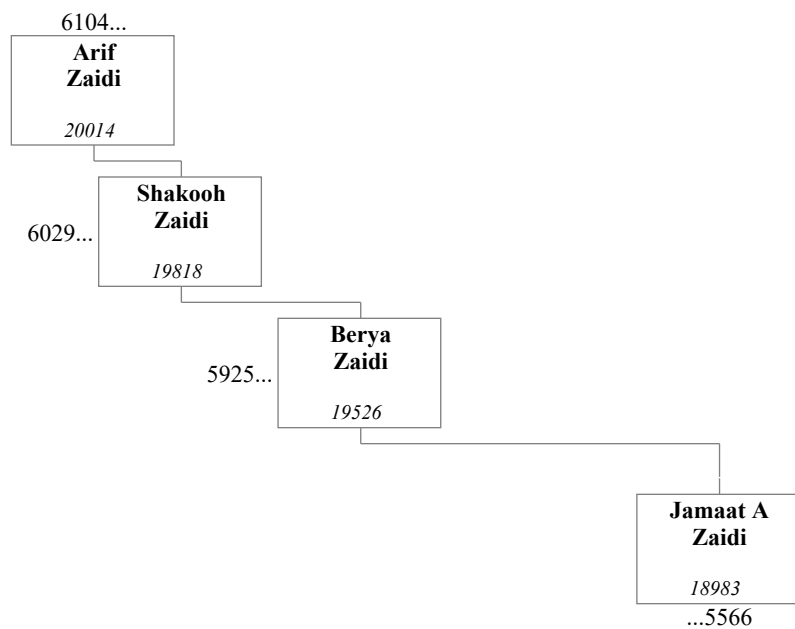 6104...
Arif
Zaidi
20014
Shakooh
Zaidi
6029...
19818
Berya
Zaidi
5925...
19526
Jamaat A
Zaidi
18983
...5566